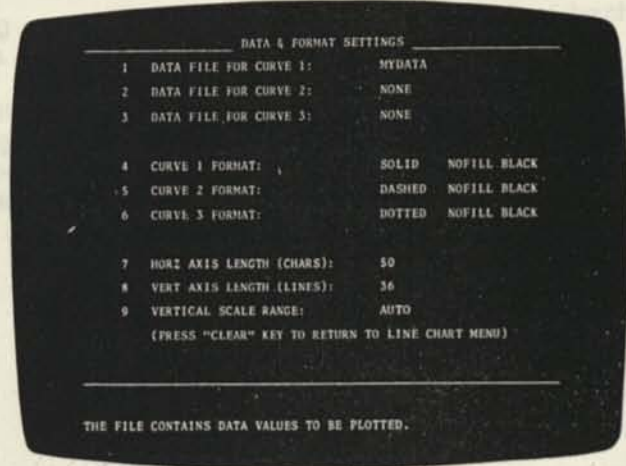 DATA & FORMAT SETTINGS
1 DATA FILE FOR CURVE 1: MYDATA
2 DATA FILE FOR CURVE 2: NONE
3 DATA FILE FOR CURVE 3: NONE
4 CURVE 1 FORMAT: SOLID NOFILL BLACK
5 CURVE 2 FORMAT: DASHED NOFILL BLACK
6 CURVE 3 FORMAT: DOTTED NOFILL BLACK
7 HORZ AXIS LENGTH (CHARS): 50
8 VERT AXIS LENGTH (LINES): 36
9 VERTICAL SCALE RANGE: AUTO
(PRESS "CLEAR" KEY TO RETURN TO LINE CHART MENU)
THE FILE CONTAINS DATA VALUES TO BE PLOTTED.